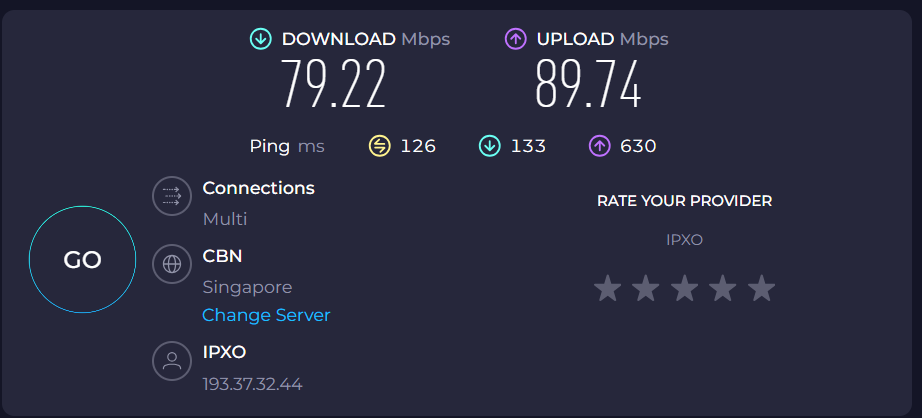 DOWNLOAD Mbps
79.22
UPLOAD Mbps
89.74
Ping ms 126 133 630
Connections
Multi
GO
CBN
Singapore
Change Server
IPXO
193.37.32.44
RATE YOUR PROVIDER
IPXO